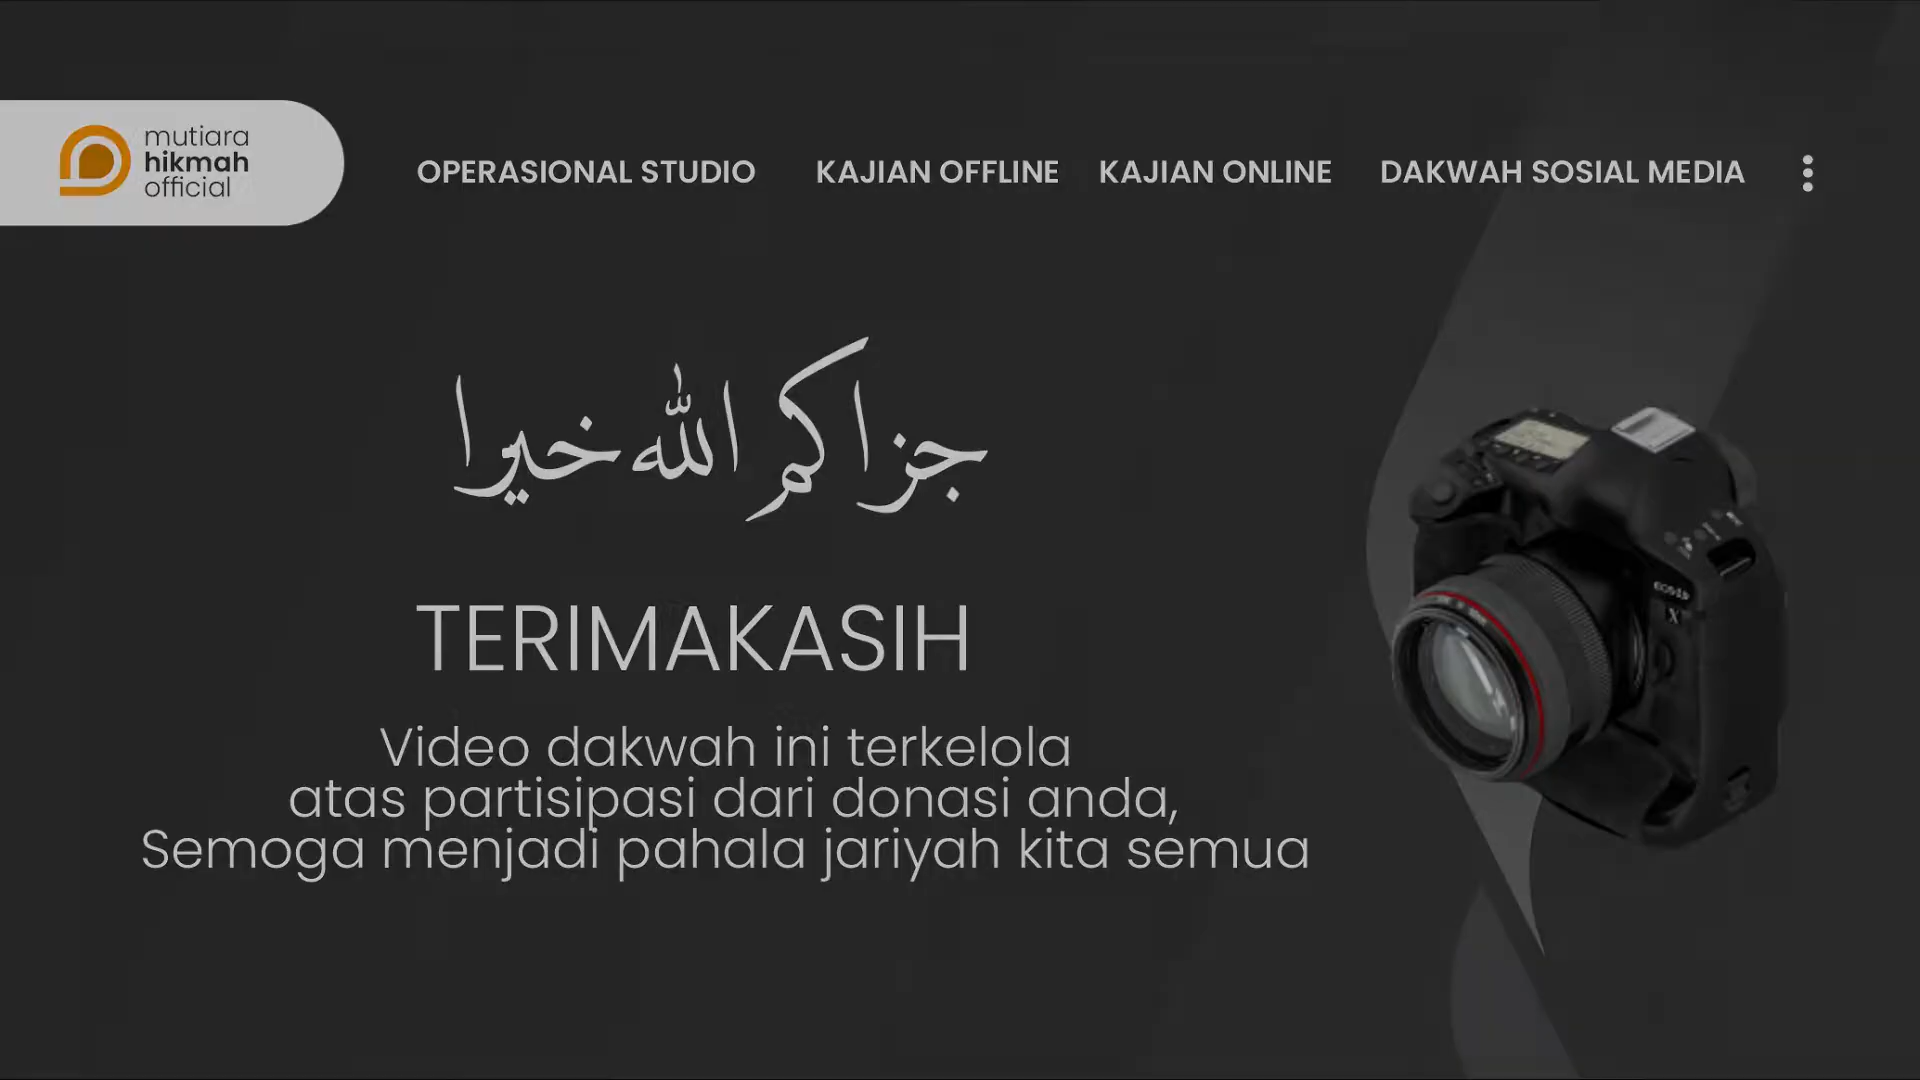 mutiara
hikmah
official
OPERASIONAL STUDIO KAJIAN OFFLINE KAJIAN ONLINE DAKWAH SOSIAL MEDIA
جزاكم الله خيرا
TERIMAKASIH
Video dakwah ini terkelola
atas partisipasi dari donasi anda,
Semoga menjadi pahala jariyah kita semua